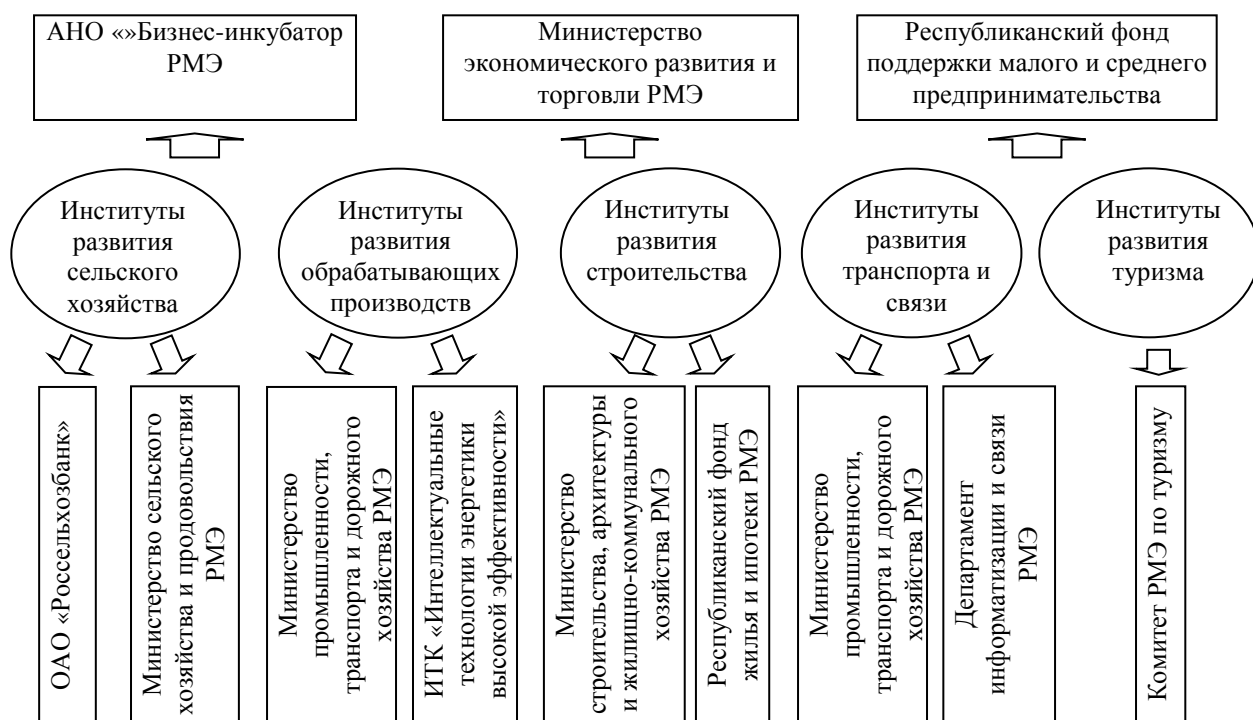 АНО «»Бизнес-инкубатор
РМЭ
Министерство
экономического развития и
торговли РМЭ
Республиканский фонд
поддержки малого и среднего
предпринимательства
Институты
развития
сельского
хозяйства
Институты
развития
обрабатывающих
производств
Институты
развития
строительства
Институты
развития
транспорта и
связи
Институты
развития
туризма
ОАО «Россельхозбанк»
Министерство сельского
хозяйства и продовольствия
РМЭ
Министерство
промышленности,
транспорта и дорожного
хозяйства РМЭ
ИТК «Интеллектуальные
технологии энергетики
высокой эффективности»
Министерство
строительства, архитектуры
и жилищно-коммунального
хозяйства РМЭ
Республиканский фонд
жилья и ипотеки РМЭ
Министерство
промышленности,
транспорта и дорожного
хозяйства РМЭ
Департамент
информатизации и связи
РМЭ
Комитет РМЭ по туризму